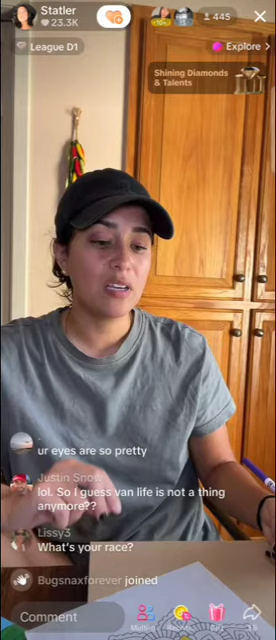 Statler
23.3K
445
League D1
Explore >
Shining Diamonds
& Talents
ur eyes are so pretty
Justin Snow
lol. So I guess van life is not a thing
anymore??
Lissy3
What's your race?
Bugsnaxforever joined
Comment
Gift